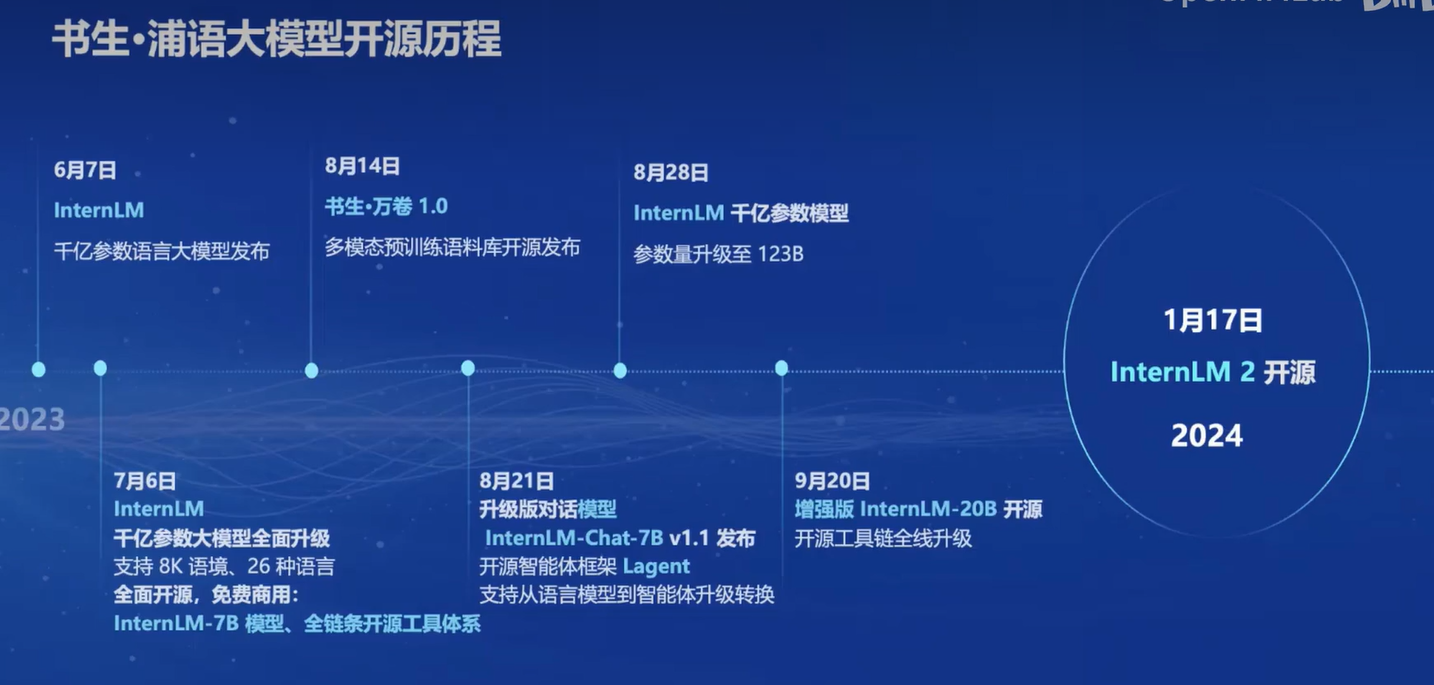 书生•浦语大模型开源历程
6月7日
InternLM
千亿参数语言大模型发布
8月14日
书生•万卷 1.0
多模态预训练语料库开源发布
8月28日
InternLM 千亿参数模型
参数量升级至 123B
1月17日
InternLM 2 开源
2024
2023
7月6日
InternLM
千亿参数大模型全面升级
支持 8K 语境、26 种语言
全面开源，免费商用：
InternLM-7B 模型、全链条开源工具体系
8月21日
升级版对话模型
InternLM-Chat-7B v1.1 发布
开源智能体框架 Lagent
支持从语言模型到智能体升级转换
9月20日
增强版 InternLM-20B 开源
开源工具链全线升级